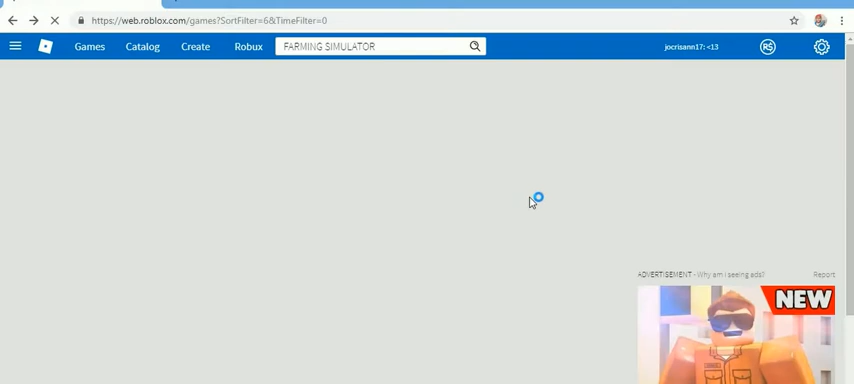 https://web.roblox.com/games?SortFilter=6&TimeFilter=0
Games Catalog Create Robux FARMING SIMULATOR jocrisann17: <13 R$
ADVERTISEMENT - Why am I seeing ads? Report
NEW